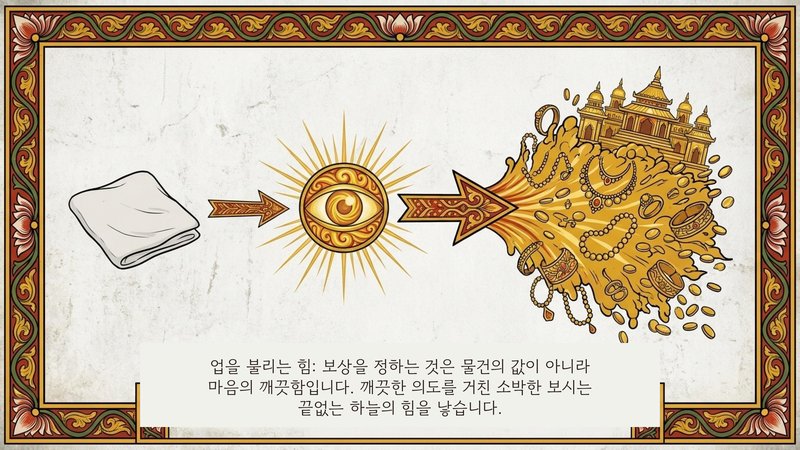 업을 불리는 힘: 보상을 정하는 것은 물건의 값이 아니라
마음의 깨끗함입니다. 깨끗한 의도를 거친 소박한 보시는
끝없는 하늘의 힘을 낳습니다.